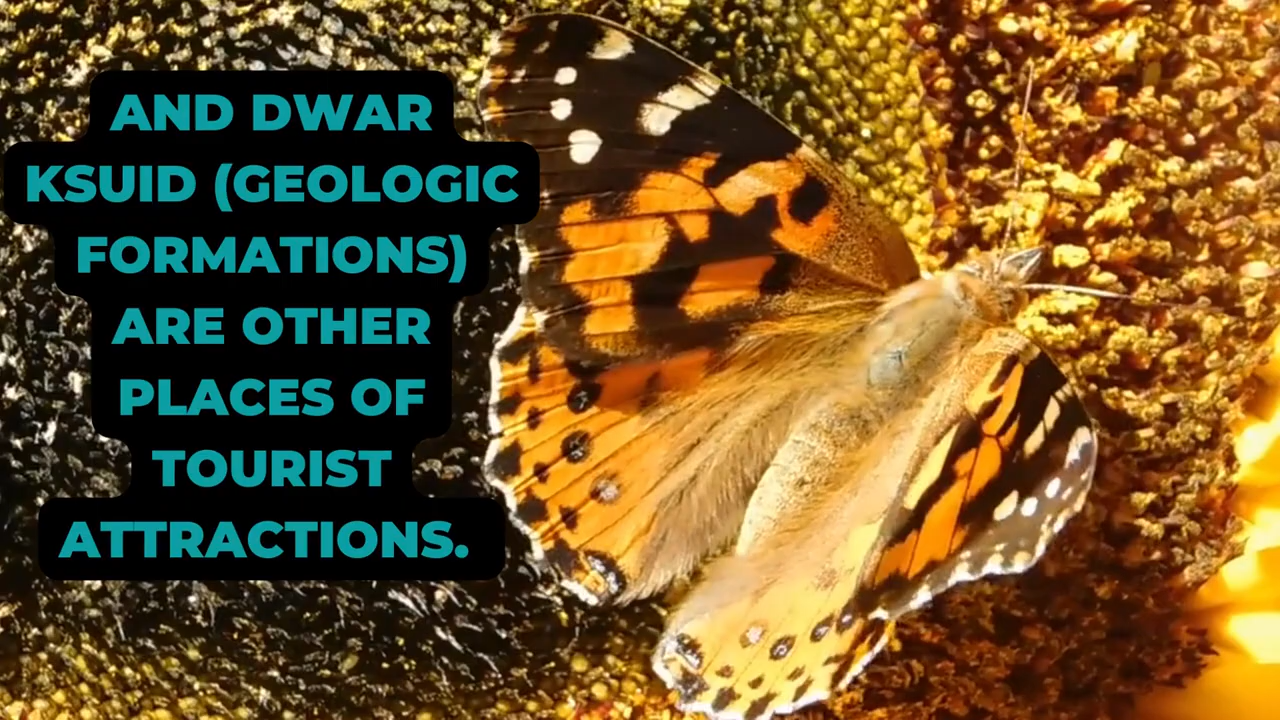 AND DWAR
KSUID (GEOLOGIC
FORMATIONS)
ARE OTHER
PLACES OF
TOURIST
ATTRACTIONS.